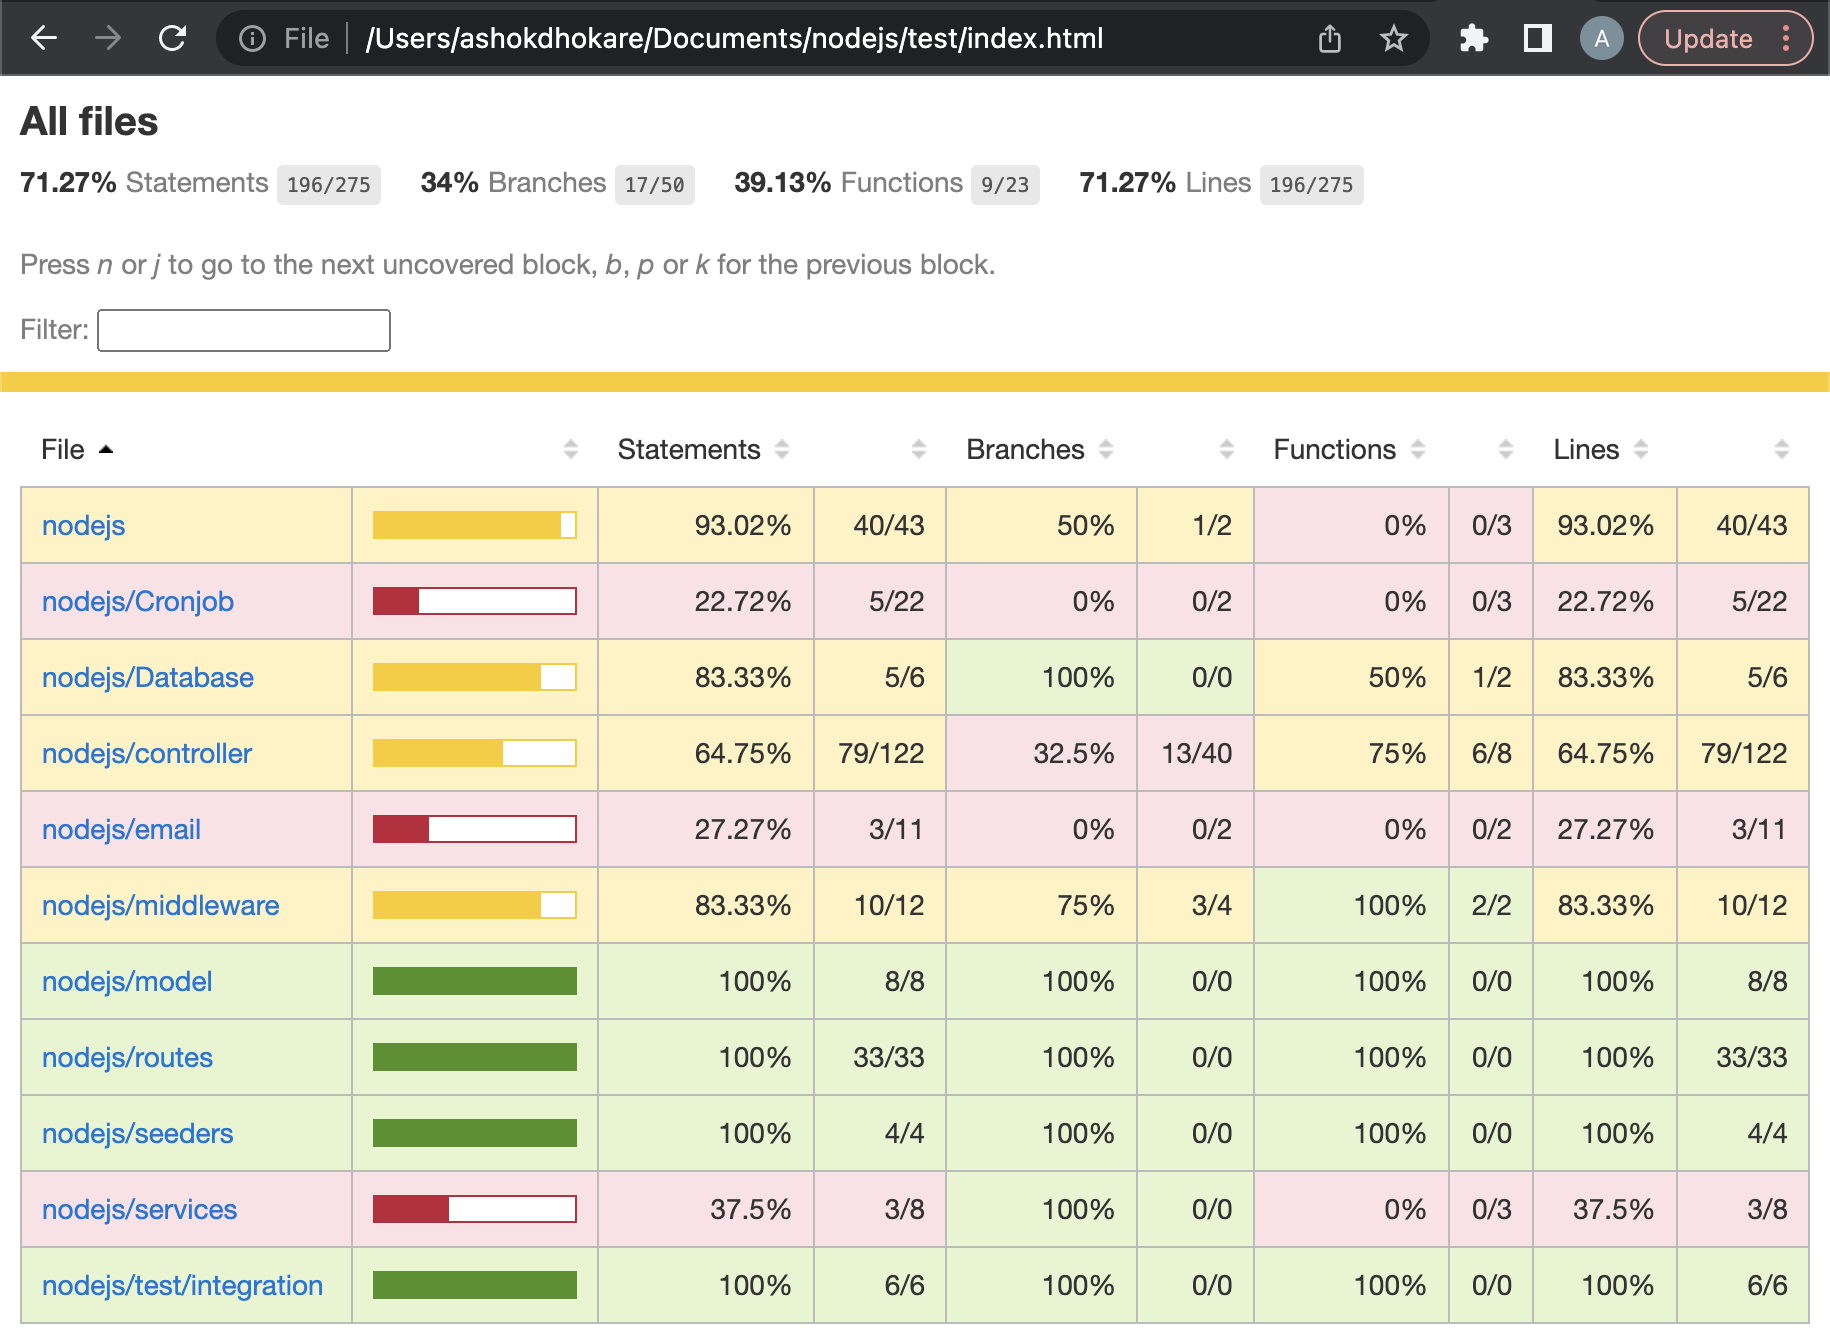 File /Users/ashokdhokare/Documents/nodejs/test/index.html A Update
All files
71.27% Statements 196/275 34% Branches 17/50 39.13% Functions 9/23 71.27% Lines 196/275
Press n or j to go to the next uncovered block, b, p or k for the previous block.
Filter:
File Statements Branches Functions Lines
nodejs 93.02% 40/43 50% 1/2 0% 0/3 93.02% 40/43
nodejs/Cronjob 22.72% 5/22 0% 0/2 0% 0/3 22.72% 5/22
nodejs/Database 83.33% 5/6 100% 0/0 50% 1/2 83.33% 5/6
nodejs/controller 64.75% 79/122 32.5% 13/40 75% 6/8 64.75% 79/122
nodejs/email 27.27% 3/11 0% 0/2 0% 0/2 27.27% 3/11
nodejs/middleware 83.33% 10/12 75% 3/4 100% 2/2 83.33% 10/12
nodejs/model 100% 8/8 100% 0/0 100% 0/0 100% 8/8
nodejs/routes 100% 33/33 100% 0/0 100% 0/0 100% 33/33
nodejs/seeders 100% 4/4 100% 0/0 100% 0/0 100% 4/4
nodejs/services 37.5% 3/8 100% 0/0 0% 0/3 37.5% 3/8
nodejs/test/integration 100% 6/6 100% 0/0 100% 0/0 100% 6/6